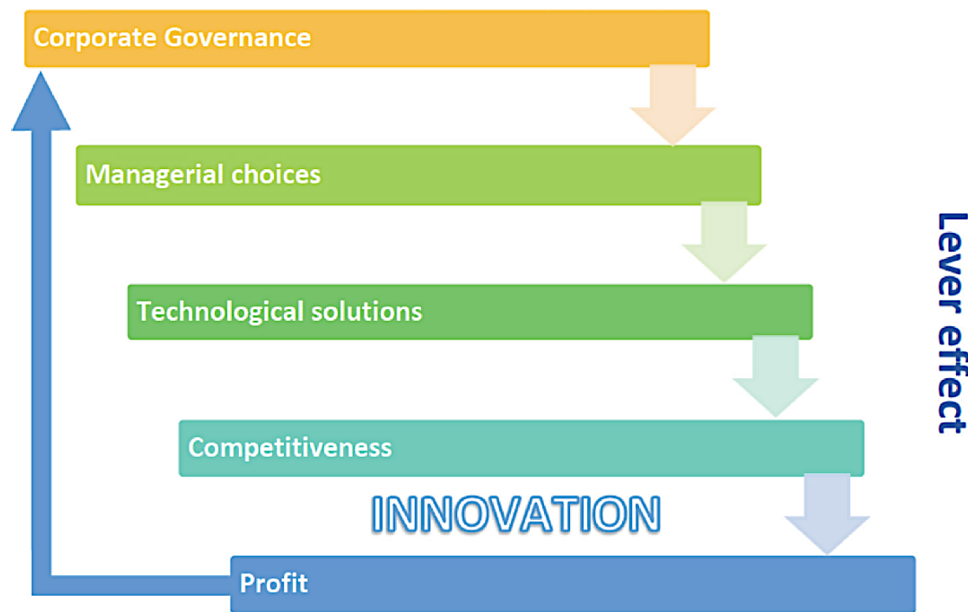 Corporate Governance
Managerial choices
Technological solutions
Competitiveness
INNOVATION
Profit
Lever effect